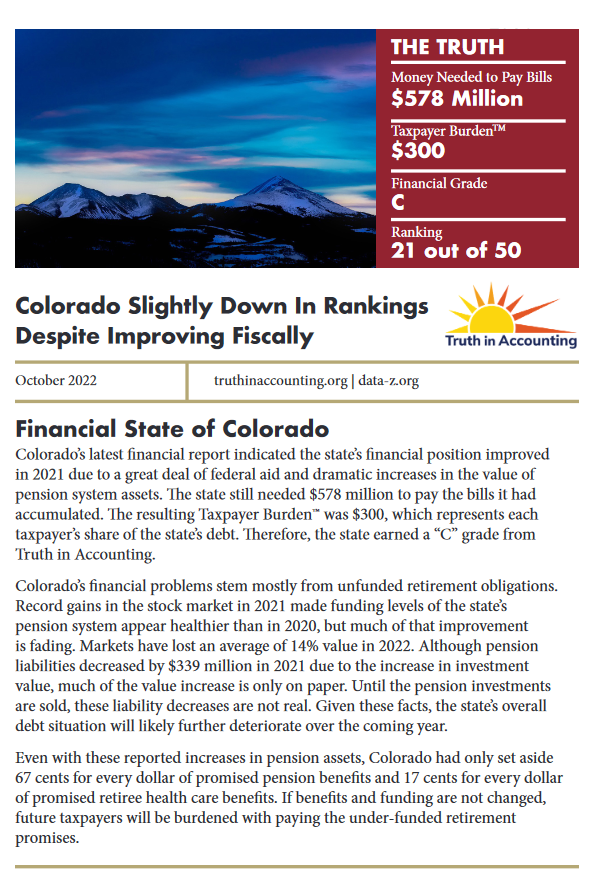 THE TRUTH
Money Needed to Pay Bills
$578 Million
Taxpayer Burden™
$300
Financial Grade
C
Ranking
21 out of 50
Colorado Slightly Down In Rankings
Despite Improving Fiscally
Truth in Accounting
October 2022
truthinaccounting.org | data-z.org
Financial State of Colorado
Colorado's latest financial report indicated the state's financial position improved
in 2021 due to a great deal of federal aid and dramatic increases in the value of
pension system assets. The state still needed $578 million to pay the bills it had
accumulated. The resulting Taxpayer Burden™ was $300, which represents each
taxpayer's share of the state's debt. Therefore, the state earned a “C” grade from
Truth in Accounting.
Colorado's financial problems stem mostly from unfunded retirement obligations.
Record gains in the stock market in 2021 made funding levels of the state's
pension system appear healthier than in 2020, but much of that improvement
is fading. Markets have lost an average of 14% value in 2022. Although pension
liabilities decreased by $339 million in 2021 due to the increase in investment
value, much of the value increase is only on paper. Until the pension investments
are sold, these liability decreases are not real. Given these facts, the state's overall
debt situation will likely further deteriorate over the coming year.
Even with these reported increases in pension assets, Colorado had only set aside
67 cents for every dollar of promised pension benefits and 17 cents for every dollar
of promised retiree health care benefits. If benefits and funding are not changed,
future taxpayers will be burdened with paying the under-funded retirement
promises.